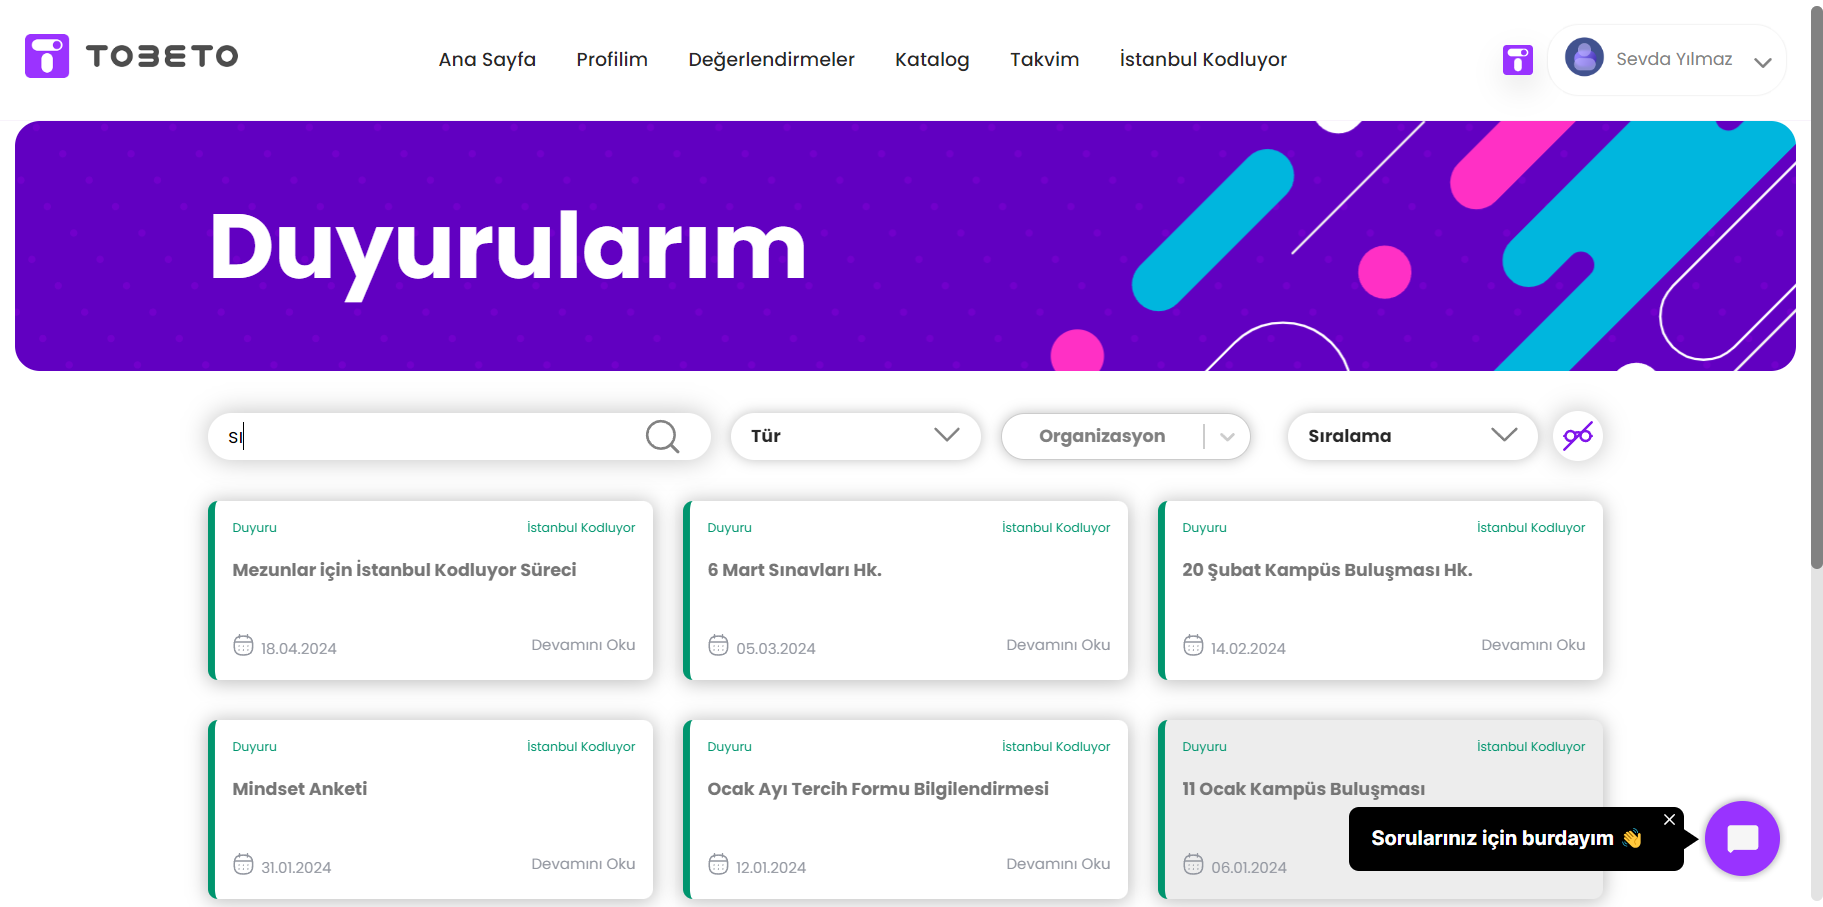 TOBETO
Ana Sayfa Profilim Değerlendirmeler Katalog Takvim İstanbul Kodluyor
Sevda Yılmaz
Duyurularım
sı
Tür
Organizasyon
Sıralama
Duyuru İstanbul Kodluyor
Mezunlar için İstanbul Kodluyor Süreci
18.04.2024 Devamını Oku
Duyuru İstanbul Kodluyor
6 Mart Sınavları Hk.
05.03.2024 Devamını Oku
Duyuru İstanbul Kodluyor
20 Şubat Kampüs Buluşması Hk.
14.02.2024 Devamını Oku
Duyuru İstanbul Kodluyor
Mindset Anketi
31.01.2024 Devamını Oku
Duyuru İstanbul Kodluyor
Ocak Ayı Tercih Formu Bilgilendirmesi
12.01.2024 Devamını Oku
Duyuru İstanbul Kodluyor
11 Ocak Kampüs Buluşması
06.01.2024
Sorularınız için burdayım 👋